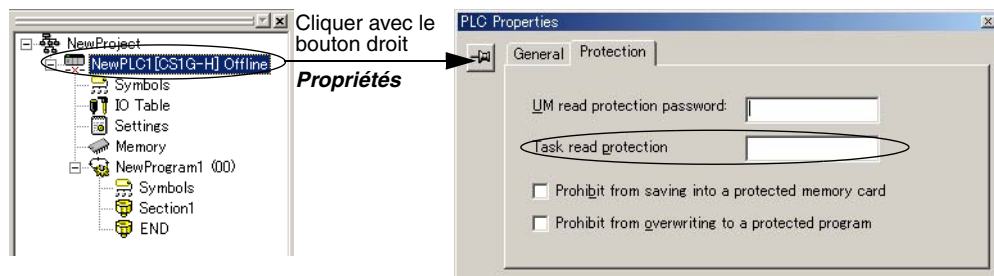 NewProject
NewPLC1[CS1G-H] Offline
Symbols
IO Table
Settings
Memory
NewProgram1 (00)
Symbols
Section1
END
Cliquer avec le
bouton droit
Propriétés
PLC Properties
General Protection
UM read protection password:
Task read protection
Prohibit from saving into a protected memory card
Prohibit from overwriting to a protected program